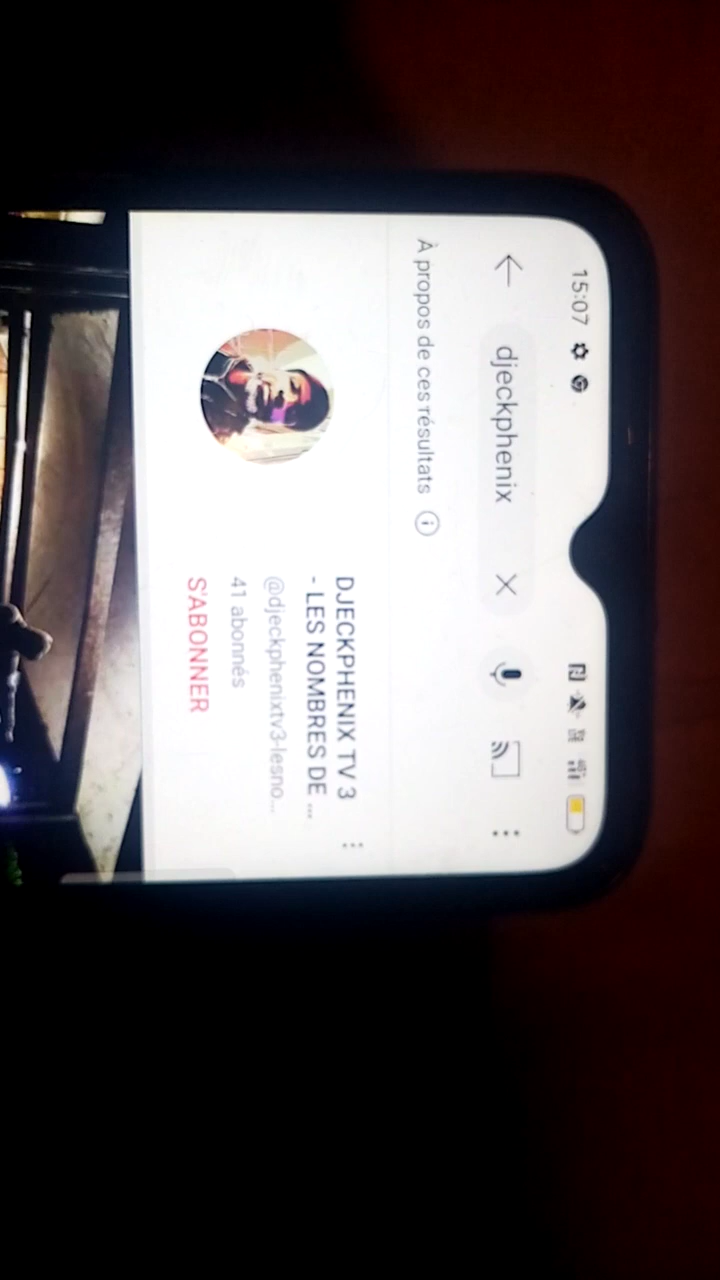 15:07
djeckphenix
À propos de ces résultats
DJECKPHENIX TV 3
- LES NOMBRES DE ...
@djeckphenixtv3-lesno...
41 abonnés
S'ABONNER